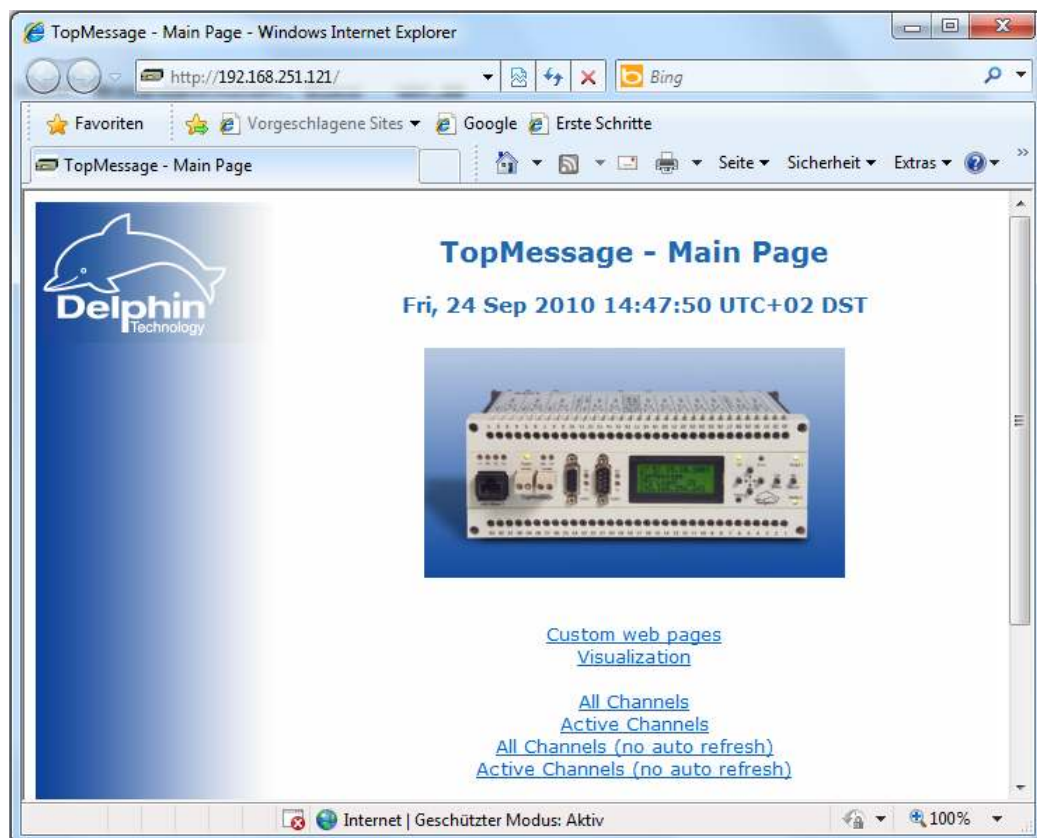 TopMessage - Main Page - Windows Internet Explorer
http://192.168.251.121/
Bing
Favoriten Vorgeschlagene Sites Google Erste Schritte
TopMessage - Main Page
Seite Sicherheit Extras
Delphin
Technology
TopMessage - Main Page
Fri, 24 Sep 2010 14:47:50 UTC+02 DST
Custom web pages
Visualization
All Channels
Active Channels
All Channels (no auto refresh)
Active Channels (no auto refresh)
Internet | Geschützter Modus: Aktiv
100%